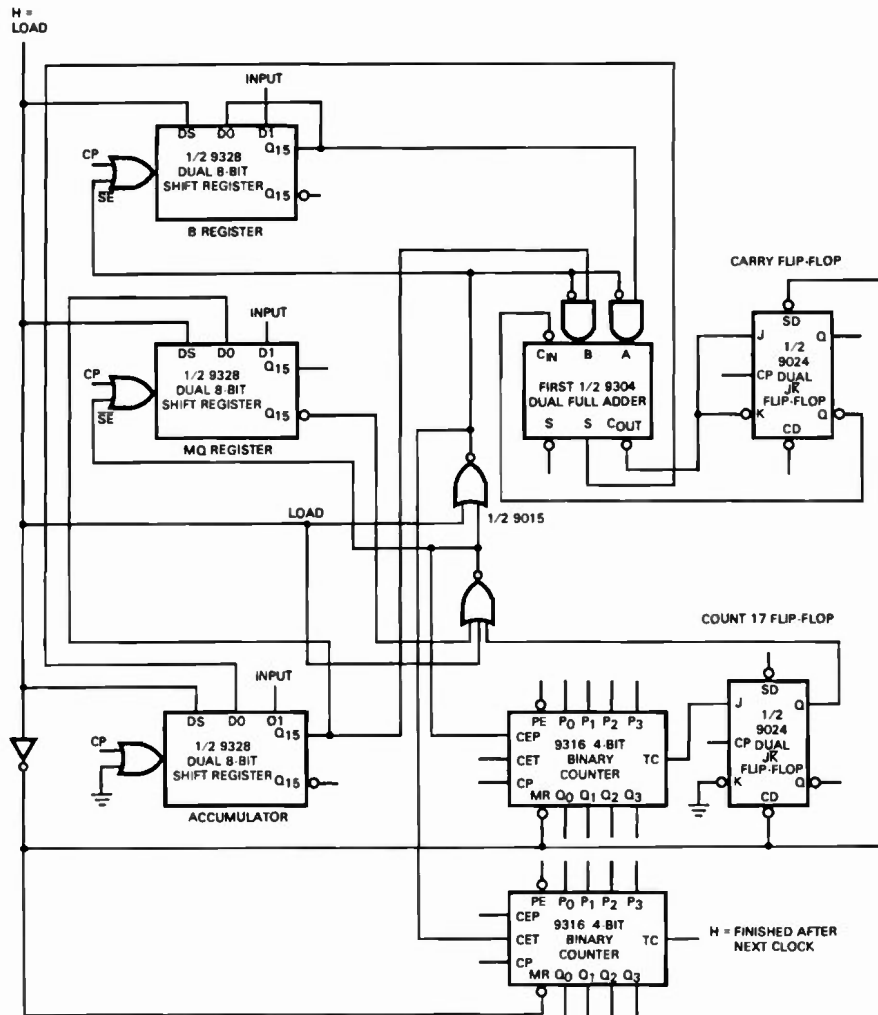 H =
LOAD
INPUT
DS D0 D1
Q15
1/2 9328
DUAL 8-BIT
SHIFT REGISTER
Q15
CP
SE
B REGISTER
INPUT
DS D0 D1
Q15
1/2 9328
DUAL 8-BIT
SHIFT REGISTER
Q15
CP
SE
MQ REGISTER
CIN B A
FIRST 1/2 9304
DUAL FULL ADDER
S S COUT
CARRY FLIP-FLOP
SD
J Q
1/2
9024
CP DUAL
JK
FLIP-FLOP
K Q
CD
LOAD
1/2 9015
COUNT 17 FLIP-FLOP
INPUT
DS D0 O1
Q15
1/2 9328
DUAL 8-BIT
SHIFT REGISTER
Q15
CP
ACCUMULATOR
PE P0 P1 P2 P3
CEP
9316 4-BIT
CET BINARY TC
COUNTER
CP
MR Q0 Q1 Q2 Q3
SD
J Q
1/2
9024
CP DUAL
JK
FLIP-FLOP
K Q
CD
PE P0 P1 P2 P3
CEP
9316 4-BIT
CET BINARY TC
COUNTER
CP
MR Q0 Q1 Q2 Q3
H = FINISHED AFTER
NEXT CLOCK